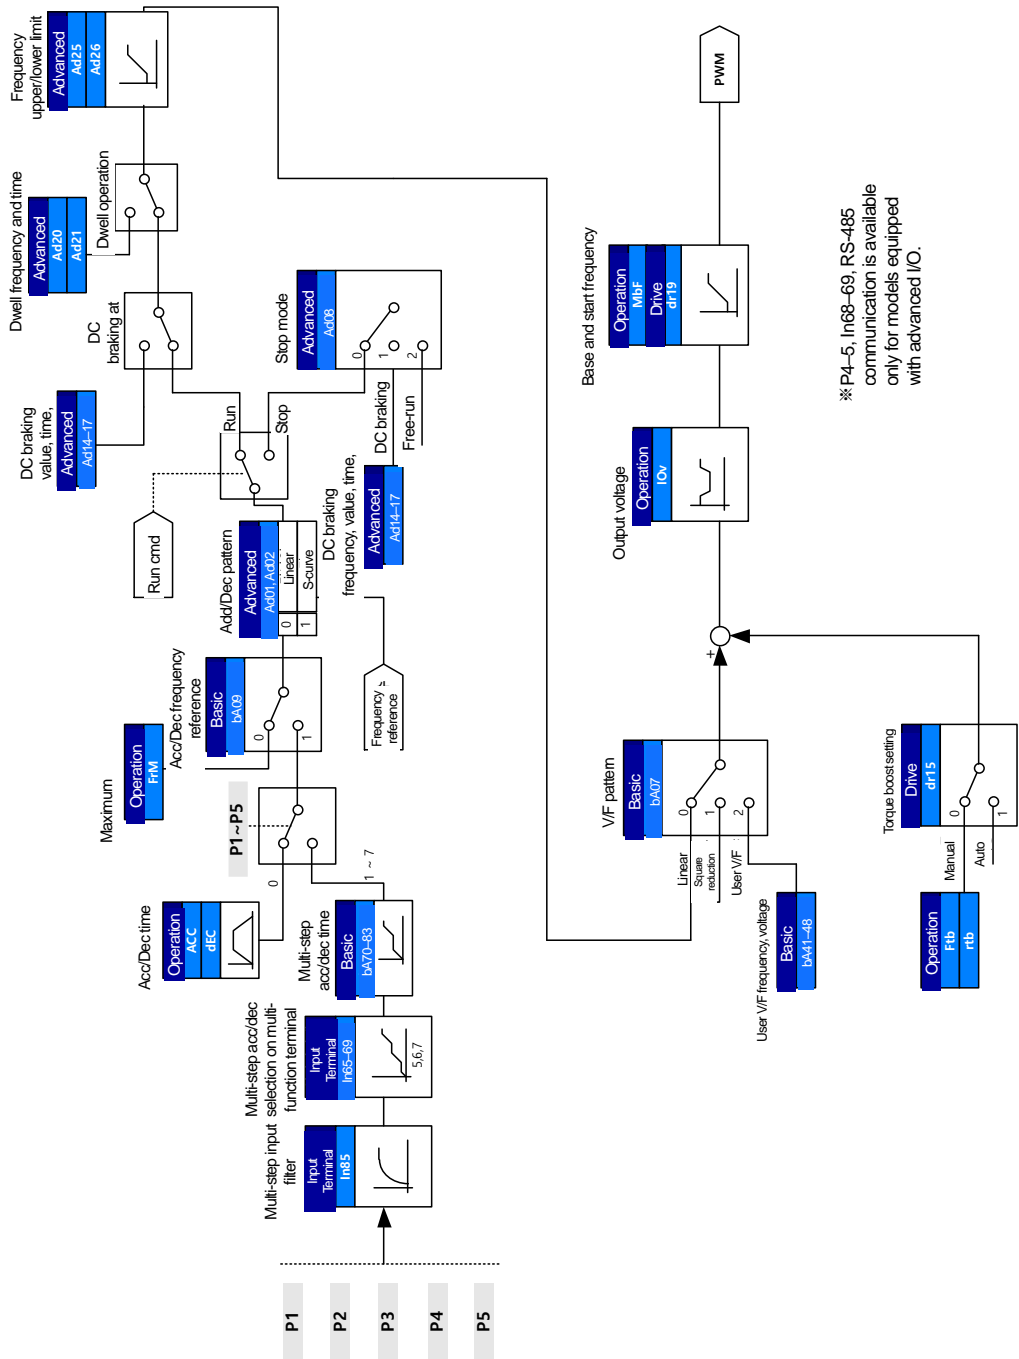 P1
P2
P3
P4
P5
Multi-step input
filter
Input
Terminal
In85
Multi-step acc/dec
selection on multi-
function terminal
Input
Terminal
In65–69
5,6,7
Multi-step
acc/dec time
Basic
bA70–83
Acc/Dec time
Operation
ACC
dEC
0
1 ~ 7
P1~P5
Maximum
Operation
FrM
Acc/Dec frequency
reference
Basic
bA09
0
1
Frequency
reference
Add/Dec pattern
Advanced
Ad01, Ad02
0
Linear
1
S-curve
Run cmd
Run
Stop
DC braking
frequency, value, time,
Advanced
Ad14–17
Stop mode
Advanced
Ad08
0
1
2
DC braking
Free-run
DC braking
value, time,
Advanced
Ad14–17
DC
braking at
Dwell frequency and time
Advanced
Ad20
Ad21
Dwell operation
Frequency
upper/lower limit
Advanced
Ad25
Ad26
User V/F frequency, voltage
Basic
bA41–48
V/F pattern
Basic
bA07
0
1
2
Linear
Square
reduction
User V/F
Operation
Ftb
rtb
Torque boost setting
Drive
dr15
0
1
Manual
Auto
+
Output voltage
Operation
IOv
Base and start frequency
Operation
MbF
Drive
dr19
PWM
※P4–5, In68–69, RS-485
communication is available
only for models equipped
with advanced I/O.